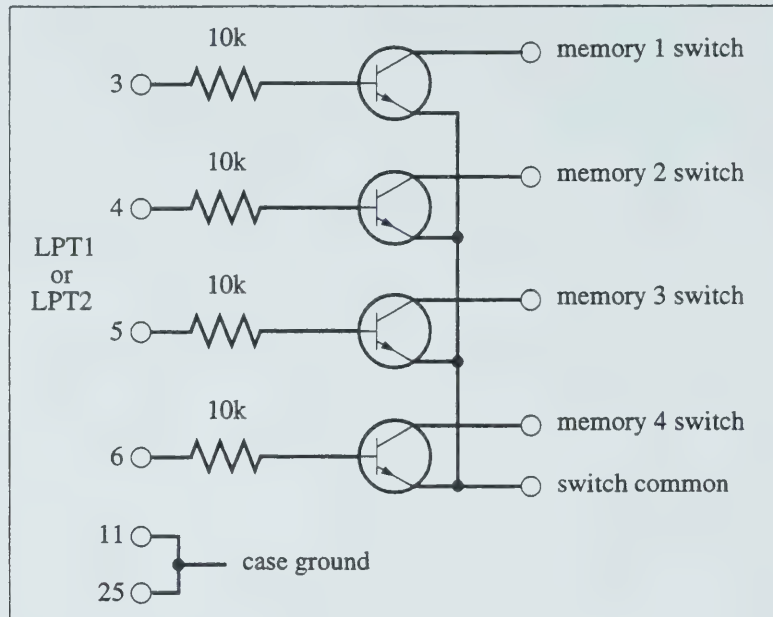 10k
3
memory 1 switch
10k
4
memory 2 switch
LPT1
or
LPT2
10k
5
memory 3 switch
10k
6
memory 4 switch
switch common
11
case ground
25